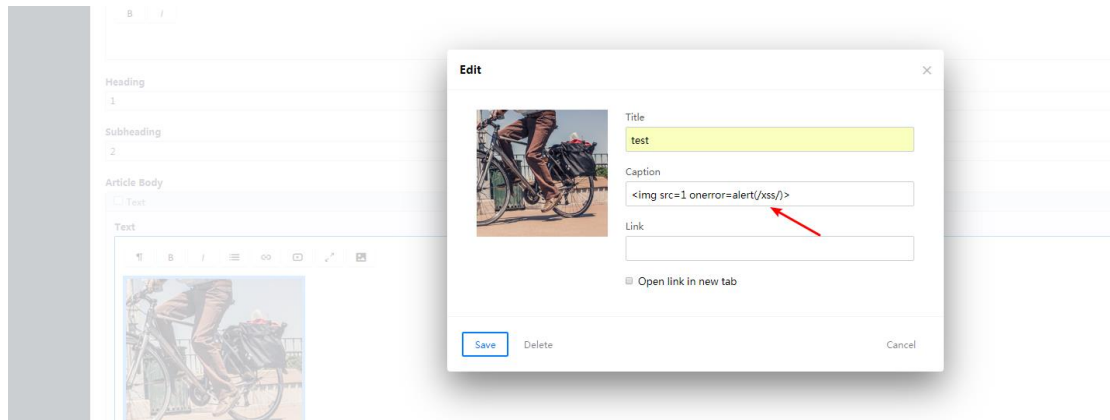 B I
Heading
1
Subheading
2
Article Body
Text
Text
¶ B I
Edit
×
Title
test
Caption
<img src=1 onerror=alert(/xss/)>
Link
Open link in new tab
Save Delete Cancel